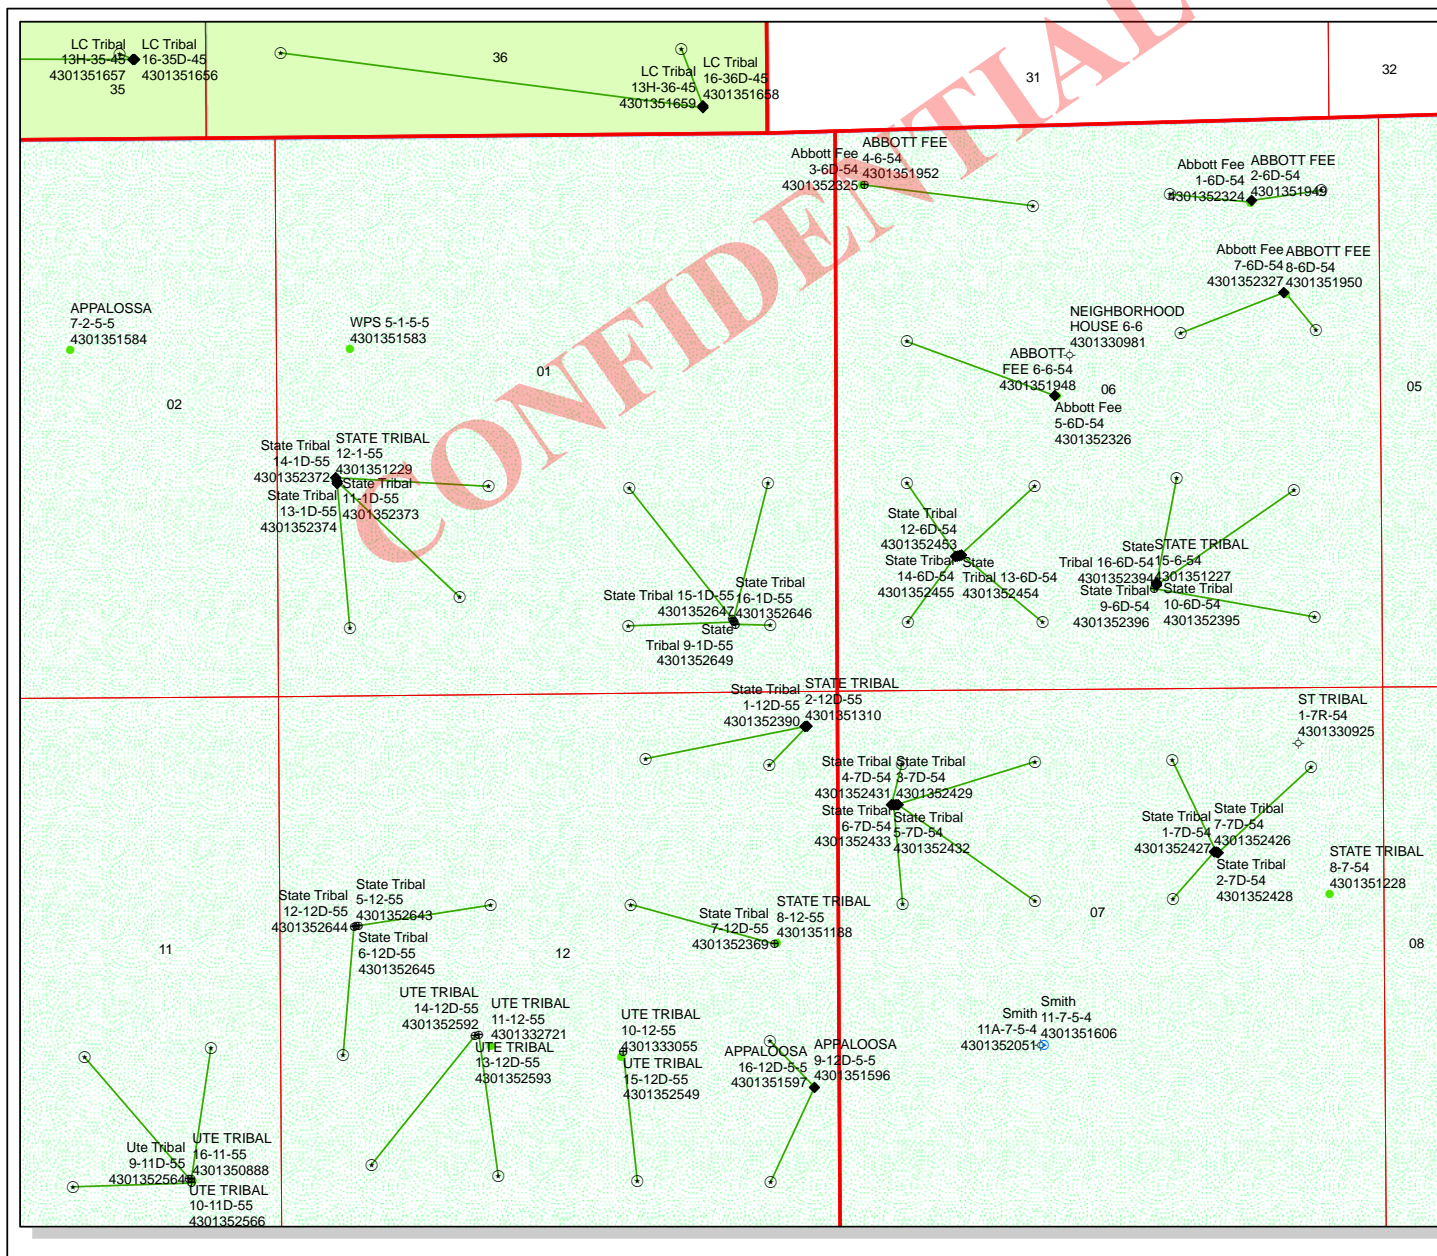 LC Tribal
13H-35-45
4301351657
35
LC Tribal
16-35D-45
4301351656
36
LC Tribal
13H-36-45
4301351659
LC Tribal
16-36D-45
4301351658
31
32
CONFIDENTIAL
Abbott Fee
3-6D-54
4301352325
ABBOTT FEE
4-6-54
4301351952
Abbott Fee
1-6D-54
4301352324
ABBOTT FEE
2-6D-54
4301351949
Abbott Fee
7-6D-54
4301352327
ABBOTT FEE
8-6D-54
4301351950
APPALOSSA
7-2-5-5
4301351584
WPS 5-1-5-5
4301351583
NEIGHBORHOOD
HOUSE 6-6
4301330981
ABBOTT
FEE 6-6-54
4301351948
Abbott Fee
5-6D-54
4301352326
01
02
06
05
State Tribal
14-1D-55
4301352372
STATE TRIBAL
12-1-55
4301351229
State Tribal
13-1D-55
4301352374
State Tribal
11-1D-55
4301352373
State Tribal
12-6D-54
4301352453
State Tribal
14-6D-54
4301352455
State
Tribal 13-6D-54
4301352454
State
Tribal 16-6D-54
4301352394
STATE TRIBAL
15-6-54
4301351227
State Tribal
9-6D-54
4301352396
State Tribal
10-6D-54
4301352395
State Tribal 15-1D-55
4301352647
State Tribal
16-1D-55
4301352646
State
Tribal 9-1D-55
4301352649
State Tribal
1-12D-55
4301352390
STATE TRIBAL
2-12D-55
4301351310
ST TRIBAL
1-7R-54
4301330925
State Tribal
4-7D-54
4301352431
State Tribal
3-7D-54
4301352429
State Tribal
6-7D-54
4301352433
State Tribal
5-7D-54
4301352432
State Tribal
1-7D-54
4301352427
State Tribal
7-7D-54
4301352426
State Tribal
2-7D-54
4301352428
STATE TRIBAL
8-7-54
4301351228
State Tribal
12-12D-55
4301352644
State Tribal
5-12-55
4301352643
State Tribal
6-12D-55
4301352645
State Tribal
7-12D-55
4301352369
STATE TRIBAL
8-12-55
4301351188
07
11
12
08
UTE TRIBAL
14-12D-55
4301352592
UTE TRIBAL
11-12-55
4301332721
UTE TRIBAL
13-12D-55
4301352593
UTE TRIBAL
10-12-55
4301333055
UTE TRIBAL
15-12D-55
4301352549
APPALOOSA
16-12D-5-5
4301351597
APPALOOSA
9-12D-5-5
4301351596
Smith
11A-7-5-4
4301352051
Smith
11-7-5-4
4301351606
Ute Tribal
9-11D-55
4301352564
UTE TRIBAL
16-11-55
4301350888
UTE TRIBAL
10-11D-55
4301352566